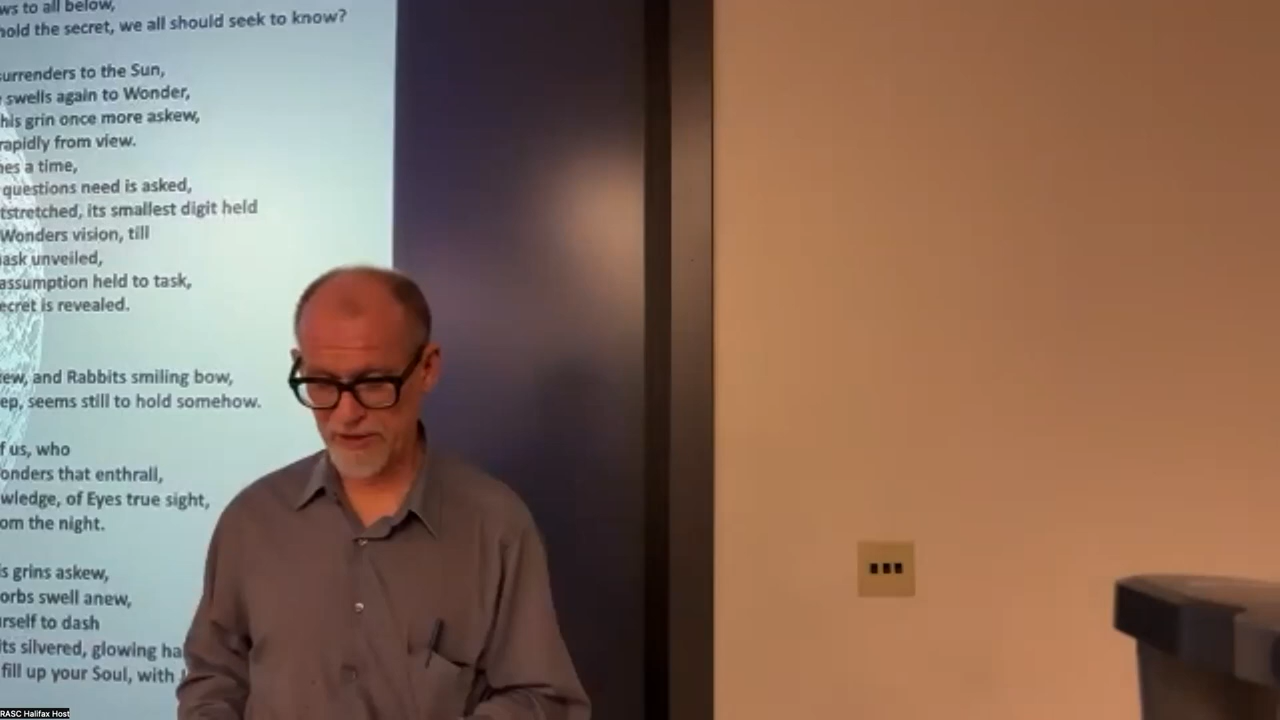 ws to all below,
hold the secret, we all should seek to know?
surrenders to the Sun,
swells again to Wonder,
his grin once more askew,
rapidly from view.
nes a time,
questions need is asked,
tstretched, its smallest digit held
Wonders vision, till
ask unveiled,
assumption held to task,
ecret is revealed.
ew, and Rabbits smiling bow,
ep, seems still to hold somehow.
f us, who
onders that enthrall,
wledge, of Eyes true sight,
om the night.
s grins askew,
orbs swell anew,
rself to dash
its silvered, glowing ha
fill up your Soul, with
RASC Halifax Host